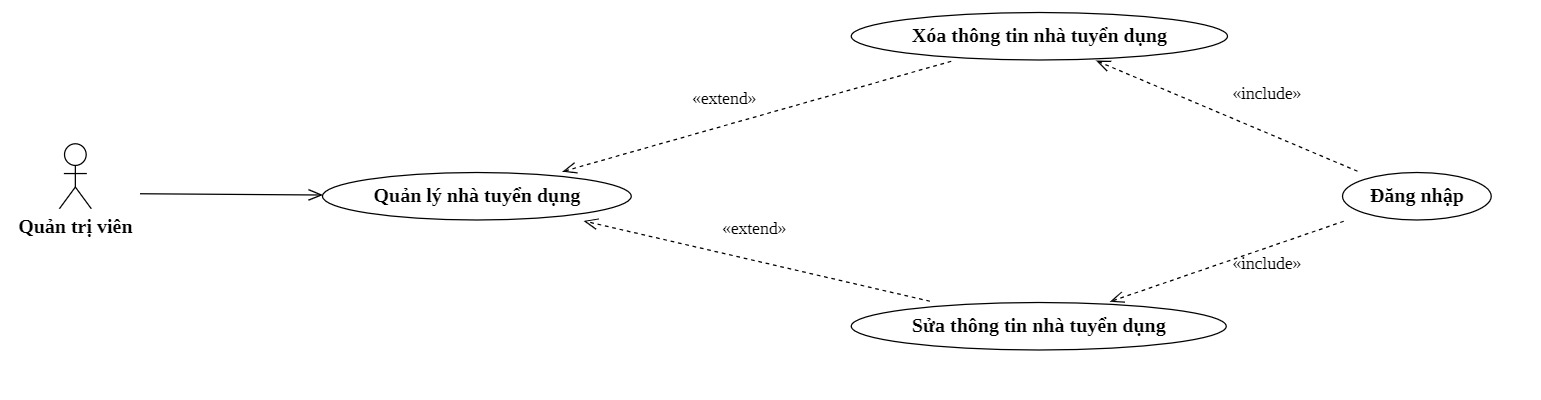 Xóa thông tin nhà tuyển dụng
«extend»
«include»
Quản lý nhà tuyển dụng
Đăng nhập
Quản trị viên
«extend»
«include»
Sửa thông tin nhà tuyển dụng